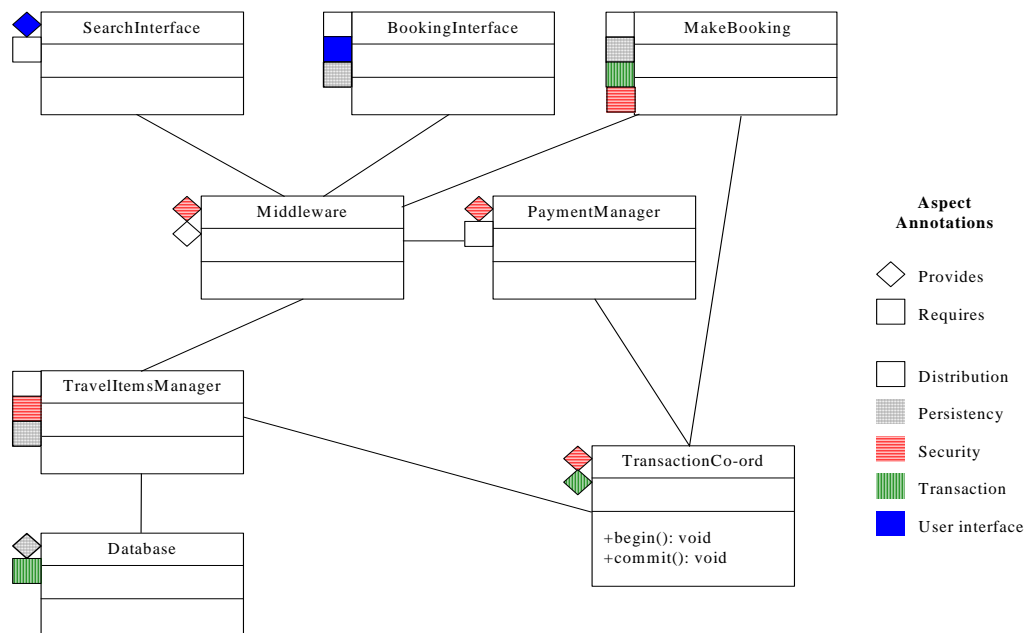 SearchInterface
BookingInterface
MakeBooking
Middleware
PaymentManager
TravelItemsManager
TransactionCo-ord
+begin(): void
+commit(): void
Database
Aspect
Annotations
Provides
Requires
Distribution
Persistency
Security
Transaction
User interface